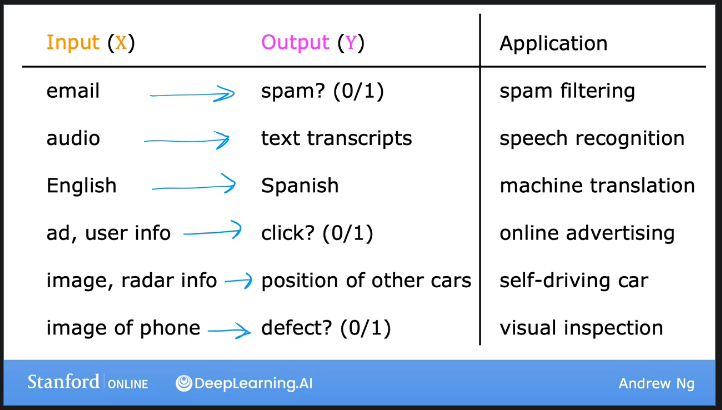 Input (X) Output (Y) Application
email spam? (0/1) spam filtering
audio text transcripts speech recognition
English Spanish machine translation
ad, user info click? (0/1) online advertising
image, radar info position of other cars self-driving car
image of phone defect? (0/1) visual inspection
Stanford ONLINE DeepLearning.AI Andrew Ng